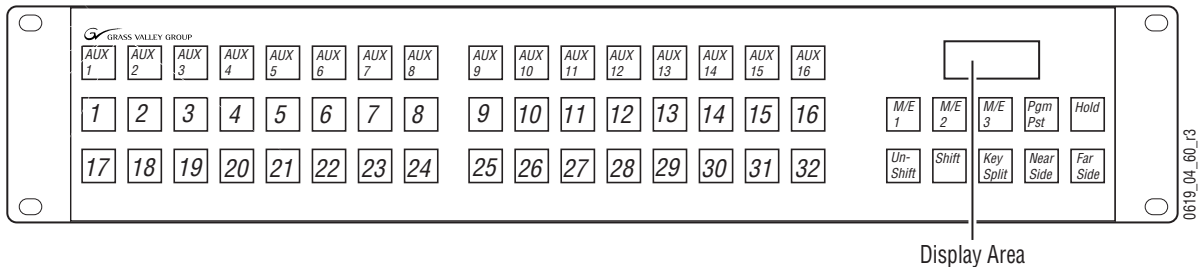 GRASS VALLEY GROUP
AUX 1 AUX 2 AUX 3 AUX 4 AUX 5 AUX 6 AUX 7 AUX 8 AUX 9 AUX 10 AUX 11 AUX 12 AUX 13 AUX 14 AUX 15 AUX 16
1 2 3 4 5 6 7 8 9 10 11 12 13 14 15 16 M/E 1 M/E 2 M/E 3 Pgm Pst Hold
17 18 19 20 21 22 23 24 25 26 27 28 29 30 31 32 Un-Shift Shift Key Split Near Side Far Side
0619_04_60_r3
Display Area